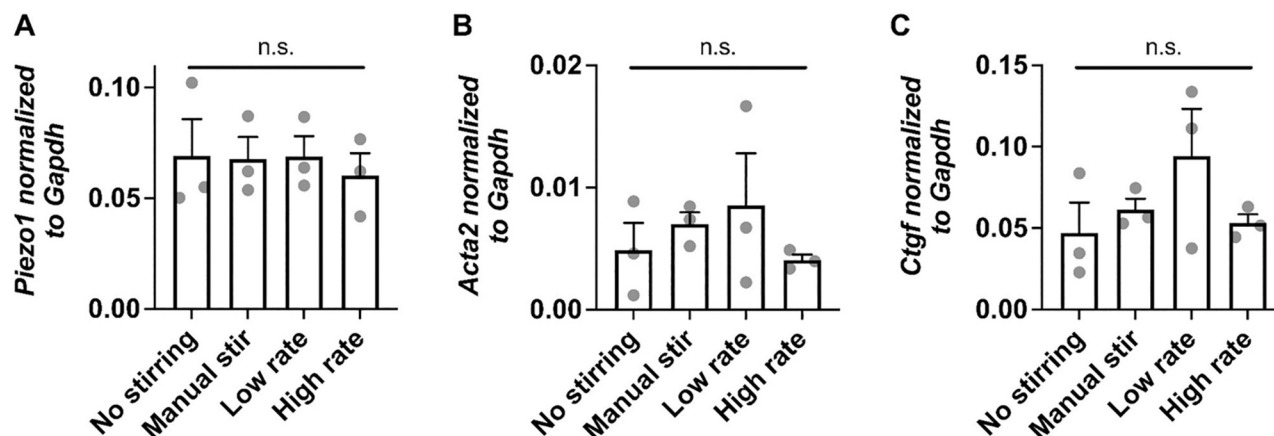 A
n.s.
Piezo1 normalized
to Gapdh
0.10
0.05
0.00
No stirring
Manual stir
Low rate
High rate
B
n.s.
Acta2 normalized
to Gapdh
0.02
0.01
0.00
No stirring
Manual stir
Low rate
High rate
C
n.s.
Ctgf normalized
to Gapdh
0.15
0.10
0.05
0.00
No stirring
Manual stir
Low rate
High rate